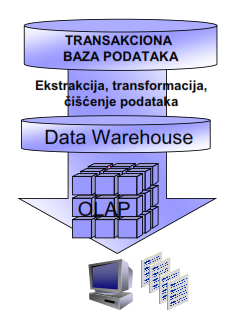 TRANSAKCIONA
BAZA PODATAKA
Ekstrakcija, transformacija,
čišćenje podataka
Data Warehouse
OLAP